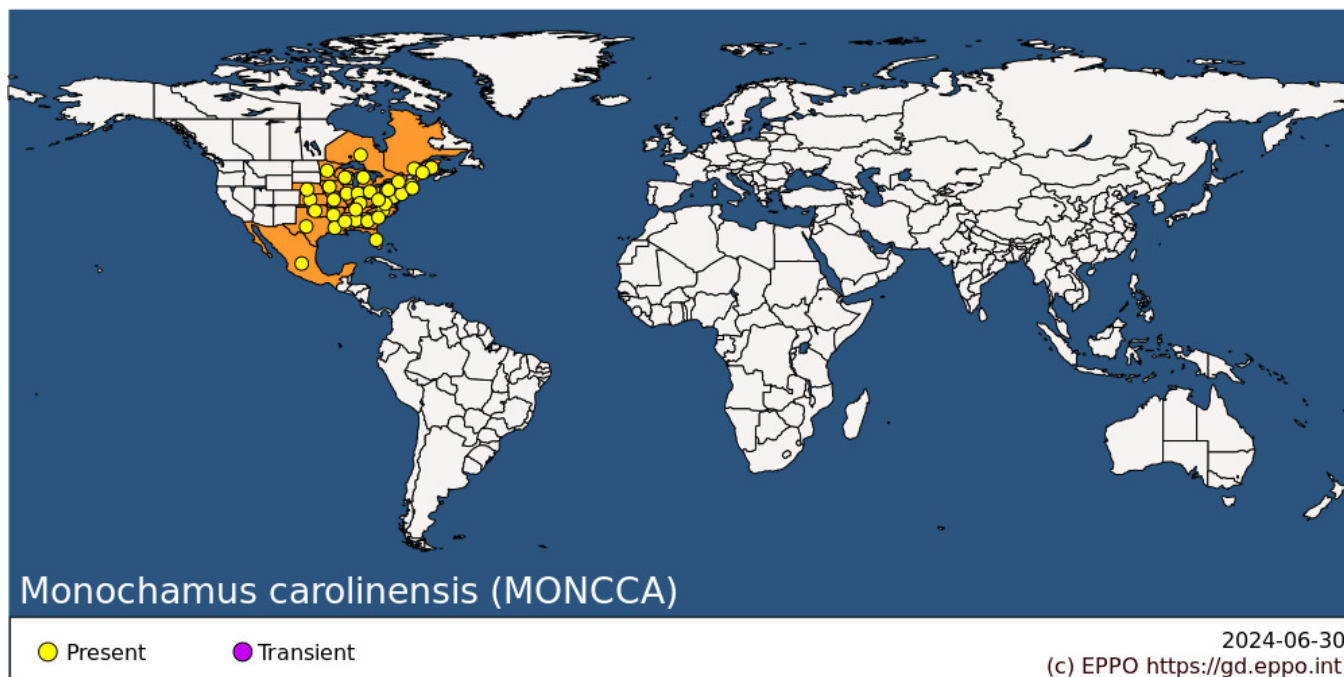 Monochamus carolinensis (MONCCA)
Present
Transient
2024-06-30
(c) EPPO https://gd.eppo.int